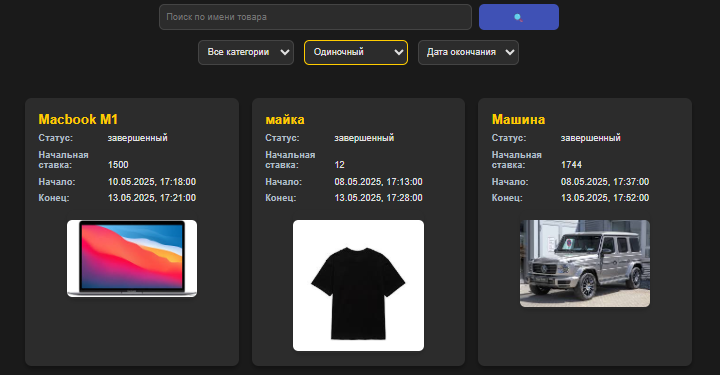 Поиск по имени товара
Все категории
Одиночный
Дата окончания
Macbook M1
Статус: завершенный
Начальная
ставка: 1500
Начало: 10.05.2025, 17:18:00
Конец: 13.05.2025, 17:21:00
майка
Статус: завершенный
Начальная
ставка: 12
Начало: 08.05.2025, 17:13:00
Конец: 13.05.2025, 17:28:00
Машина
Статус: завершенный
Начальная
ставка: 1744
Начало: 08.05.2025, 17:37:00
Конец: 13.05.2025, 17:52:00